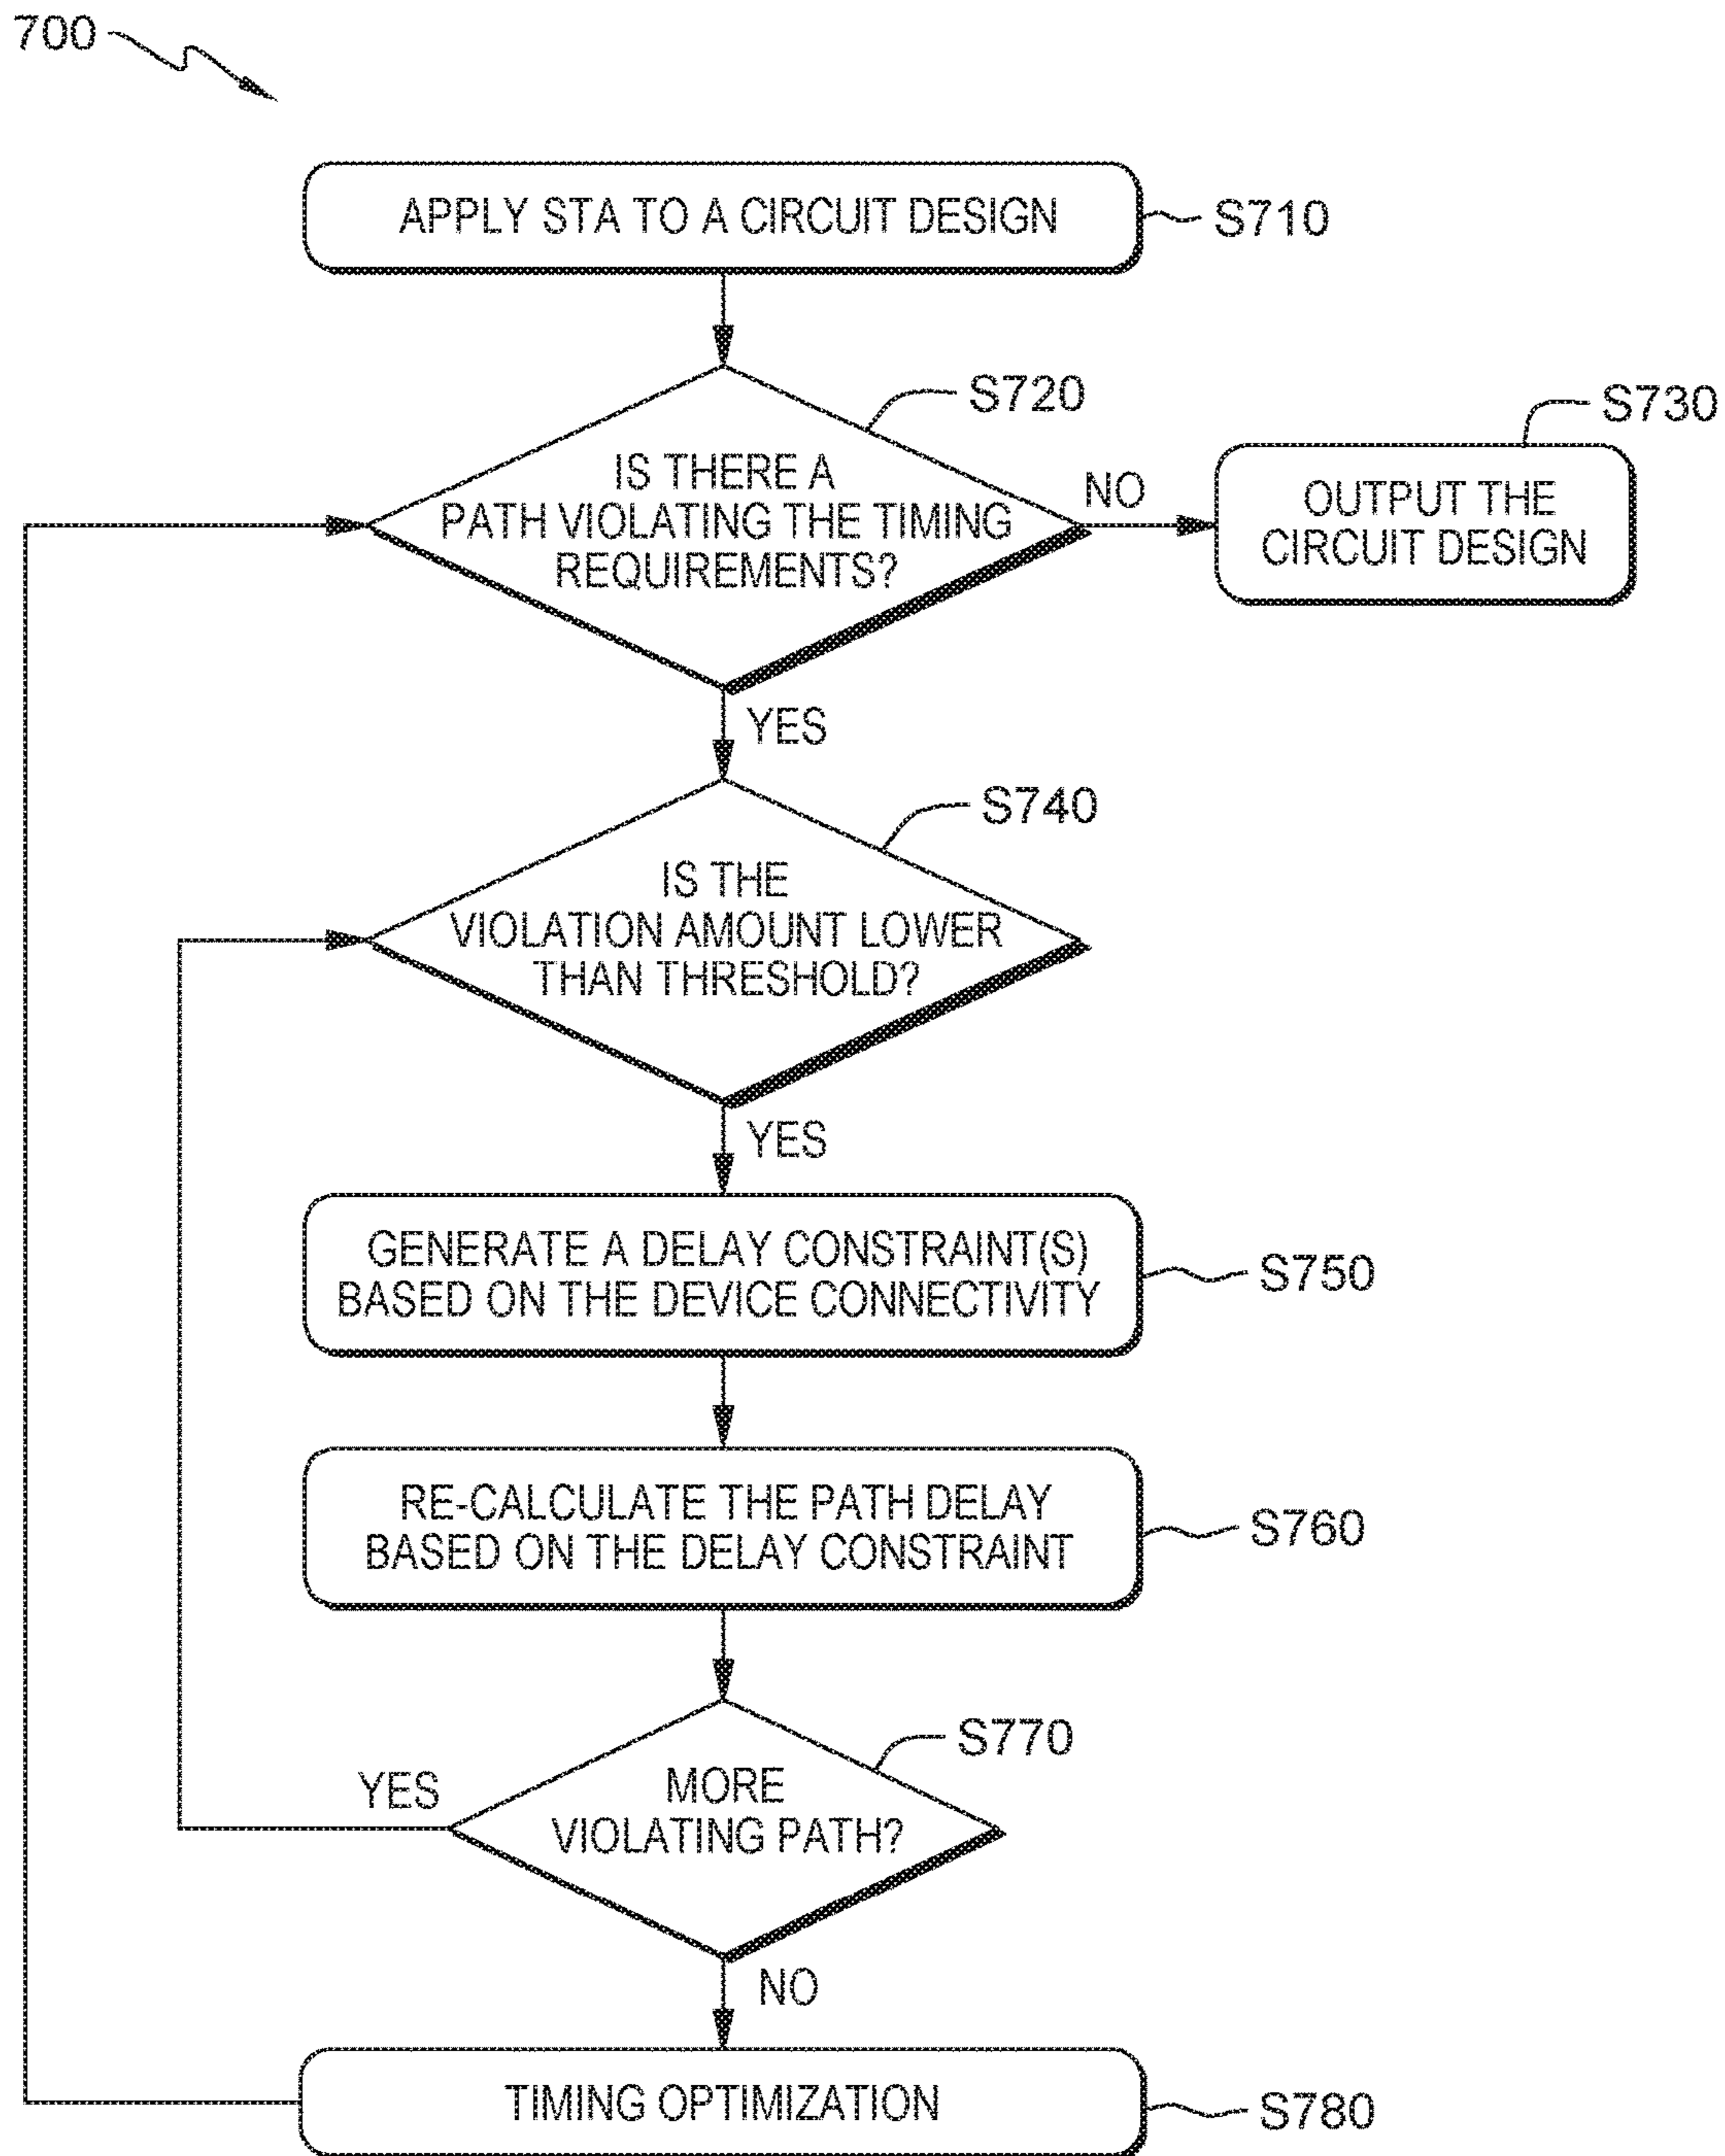 700
APPLY STA TO A CIRCUIT DESIGN
S710
S720
IS THERE A
PATH VIOLATING THE TIMING
REQUIREMENTS?
NO
S730
OUTPUT THE
CIRCUIT DESIGN
YES
S740
IS THE
VIOLATION AMOUNT LOWER
THAN THRESHOLD?
YES
GENERATE A DELAY CONSTRAINT(S)
BASED ON THE DEVICE CONNECTIVITY
S750
RE-CALCULATE THE PATH DELAY
BASED ON THE DELAY CONSTRAINT
S760
S770
MORE
VIOLATING PATH?
YES
NO
TIMING OPTIMIZATION
S780